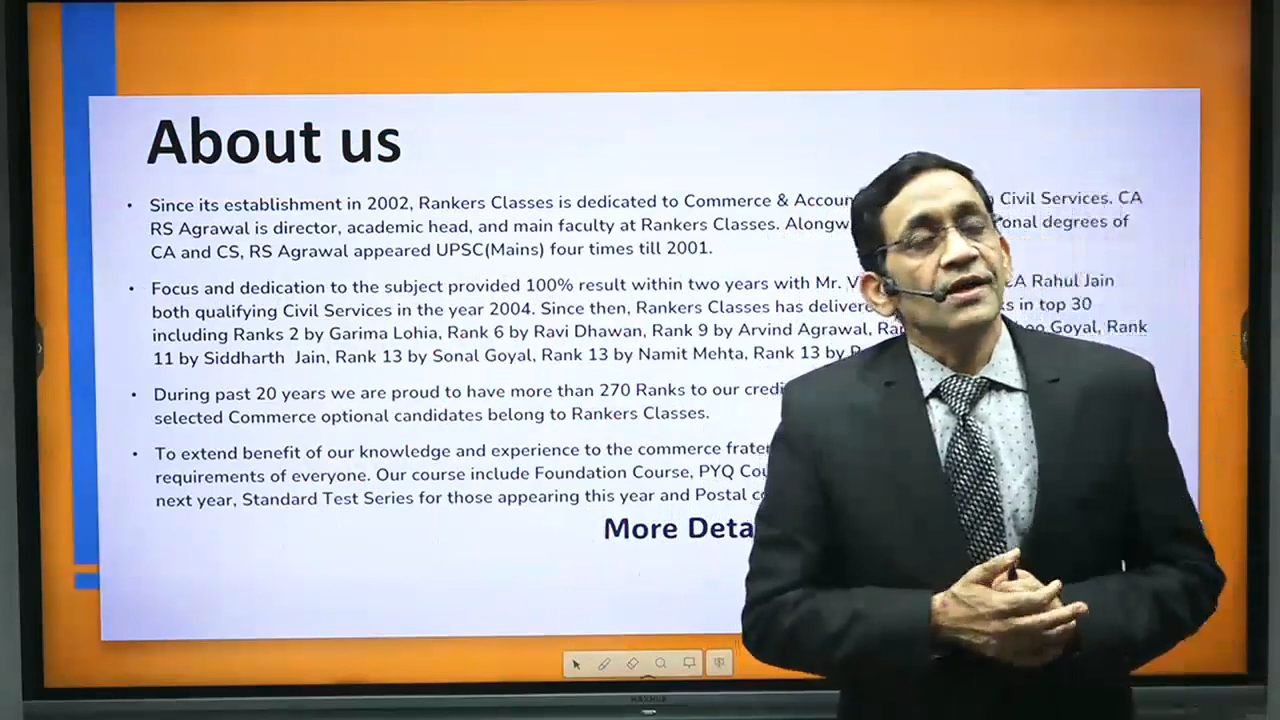 About us
• Since its establishment in 2002, Rankers Classes is dedicated to Commerce & Accoun Civil Services. CA
RS Agrawal is director, academic head, and main faculty at Rankers Classes. Alongw onal degrees of
CA and CS, RS Agrawal appeared UPSC(Mains) four times till 2001.
• Focus and dedication to the subject provided 100% result within two years with Mr. V CA Rahul Jain
both qualifying Civil Services in the year 2004. Since then, Rankers Classes has delivere s in top 30
including Ranks 2 by Garima Lohia, Rank 6 by Ravi Dhawan, Rank 9 by Arvind Agrawal, Ra Goyal, Rank
11 by Siddharth Jain, Rank 13 by Sonal Goyal, Rank 13 by Namit Mehta, Rank 13 by
• During past 20 years we are proud to have more than 270 Ranks to our credi
selected Commerce optional candidates belong to Rankers Classes.
• To extend benefit of our knowledge and experience to the commerce frater
requirements of everyone. Our course include Foundation Course, PYQ Cou
next year, Standard Test Series for those appearing this year and Postal co
More Deta